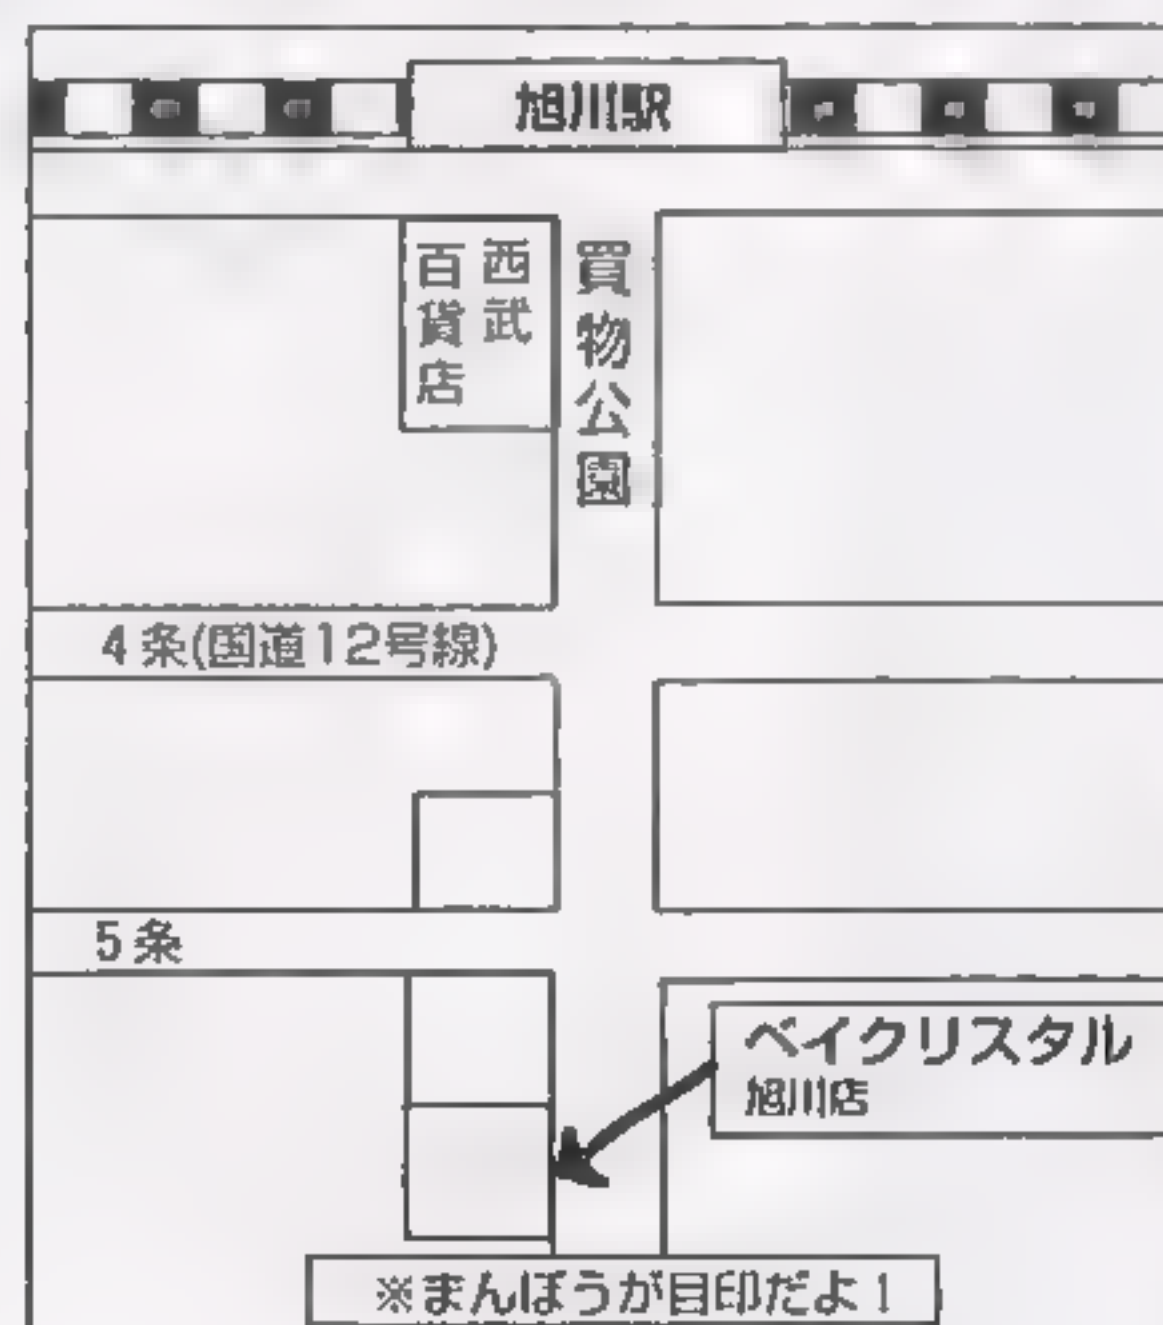 旭川駅
西武
百貨店
買物公園
4条(国道12号線)
5条
ベイクリスタル
旭川店
※まんぼうが目印だよ!